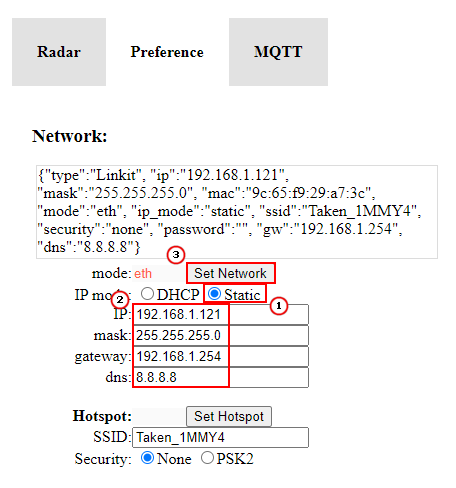 Radar Preference MQTT
Network:
{"type":"Linkit", "ip":"192.168.1.121",
"mask":"255.255.255.0", "mac":"9c:65:f9:29:a7:3c",
"mode":"eth", "ip_mode":"static", "ssid":"Taken_1MMY4",
"security":"none", "password":"", "gw":"192.168.1.254",
"dns":"8.8.8.8"}
3
mode: eth Set Network
IP mode: DHCP Static
2 1
IP: 192.168.1.121
mask: 255.255.255.0
gateway: 192.168.1.254
dns: 8.8.8.8
Hotspot: Set Hotspot
SSID: Taken_1MMY4
Security: None PSK2